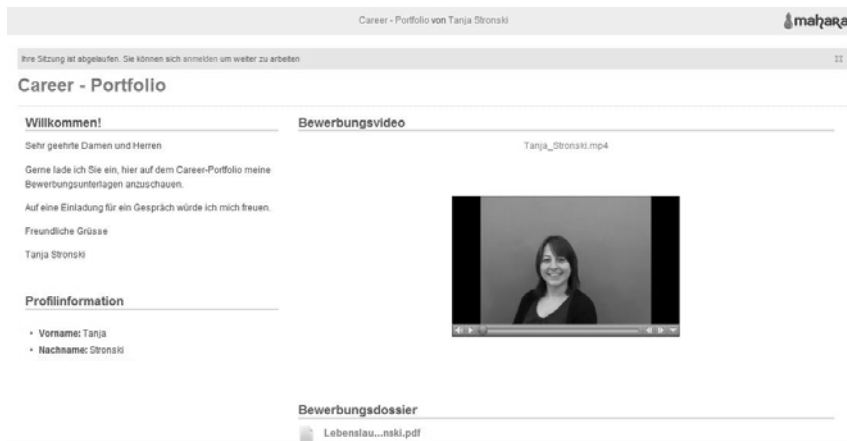 Career - Portfolio von Tanja Stronski
mahara
Ihre Sitzung ist abgelaufen. Sie können sich anmelden um weiter zu arbeiten
Career - Portfolio
Willkommen!
Sehr geehrte Damen und Herren
Gerne lade ich Sie ein, hier auf dem Career-Portfolio meine
Bewerbungsunterlagen anzuschauen.
Auf eine Einladung für ein Gespräch würde ich mich freuen.
Freundliche Grüsse
Tanja Stronski
Profilinformation
• Vorname: Tanja
• Nachname: Stronski
Bewerbungsvideo
Tanja_Stronski.mp4
Bewerbungsdossier
Lebenslau...nski.pdf